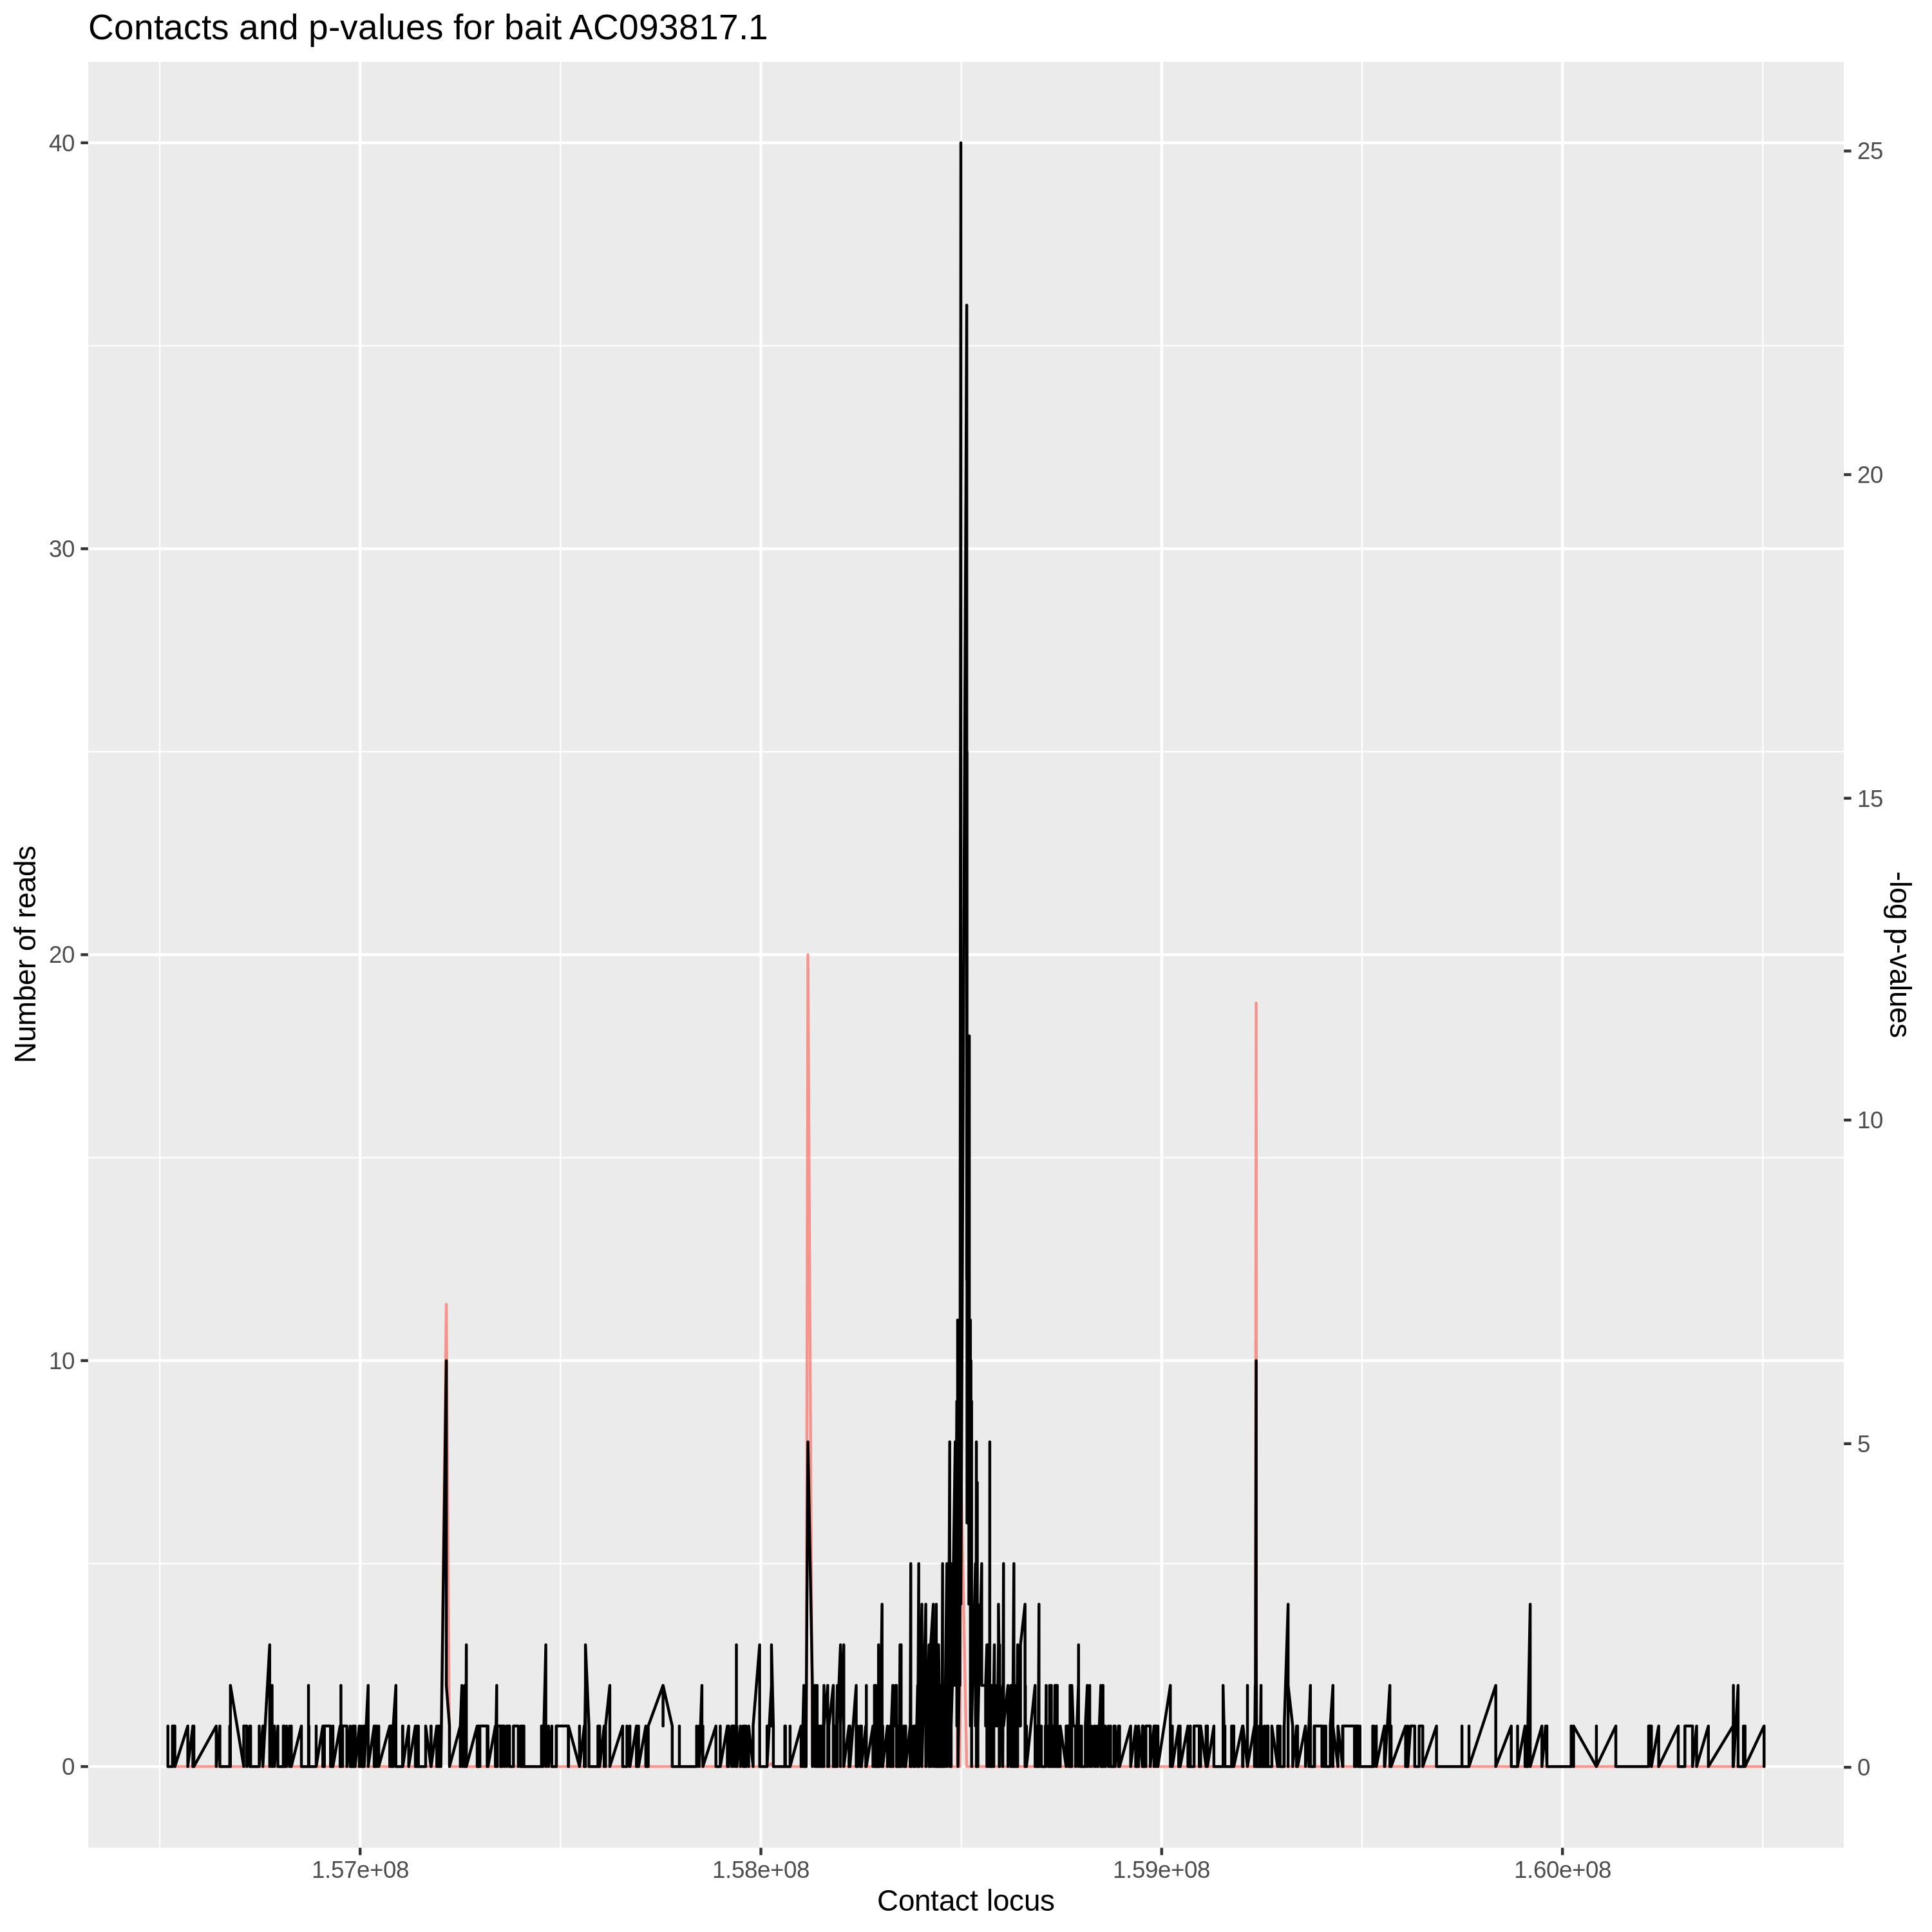 Contacts and p-values for bait AC093817.1
40
30
20
10
0
Number of reads
25
20
15
10
5
0
-log p-values
1.57e+08
1.58e+08
1.59e+08
1.60e+08
Contact locus